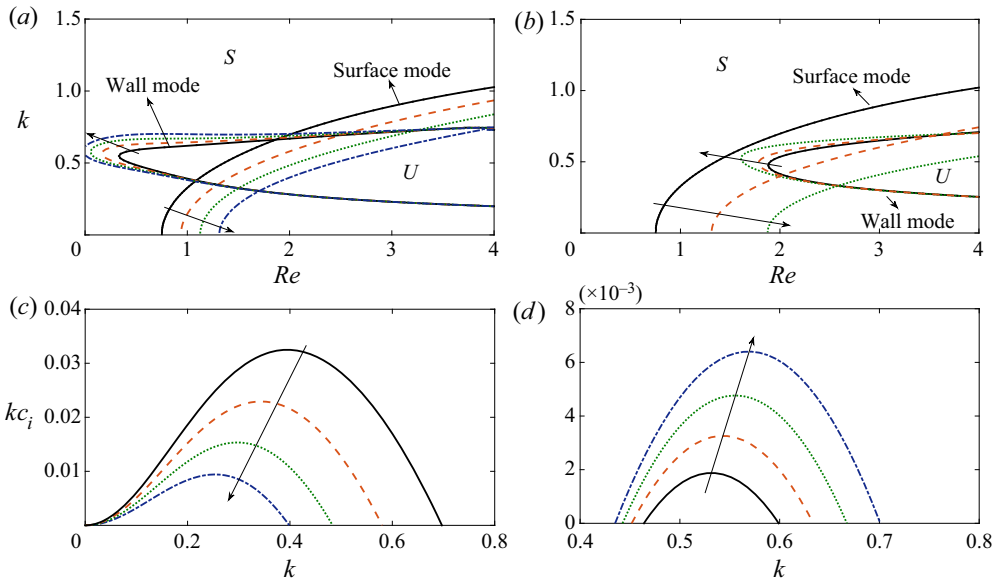 (a)
1.5
1.0
0.5
0
1
2
3
4
k
Re
S
U
Wall mode
Surface mode
(b)
1.5
1.0
0.5
0
1
2
3
4
Re
S
U
Surface mode
Wall mode
(c)
0.04
0.03
0.02
0.01
0
0.2
0.4
0.6
0.8
kc_i
k
(d)
(×10⁻³)
8
6
4
2
0
0.4
0.5
0.6
0.7
0.8
k